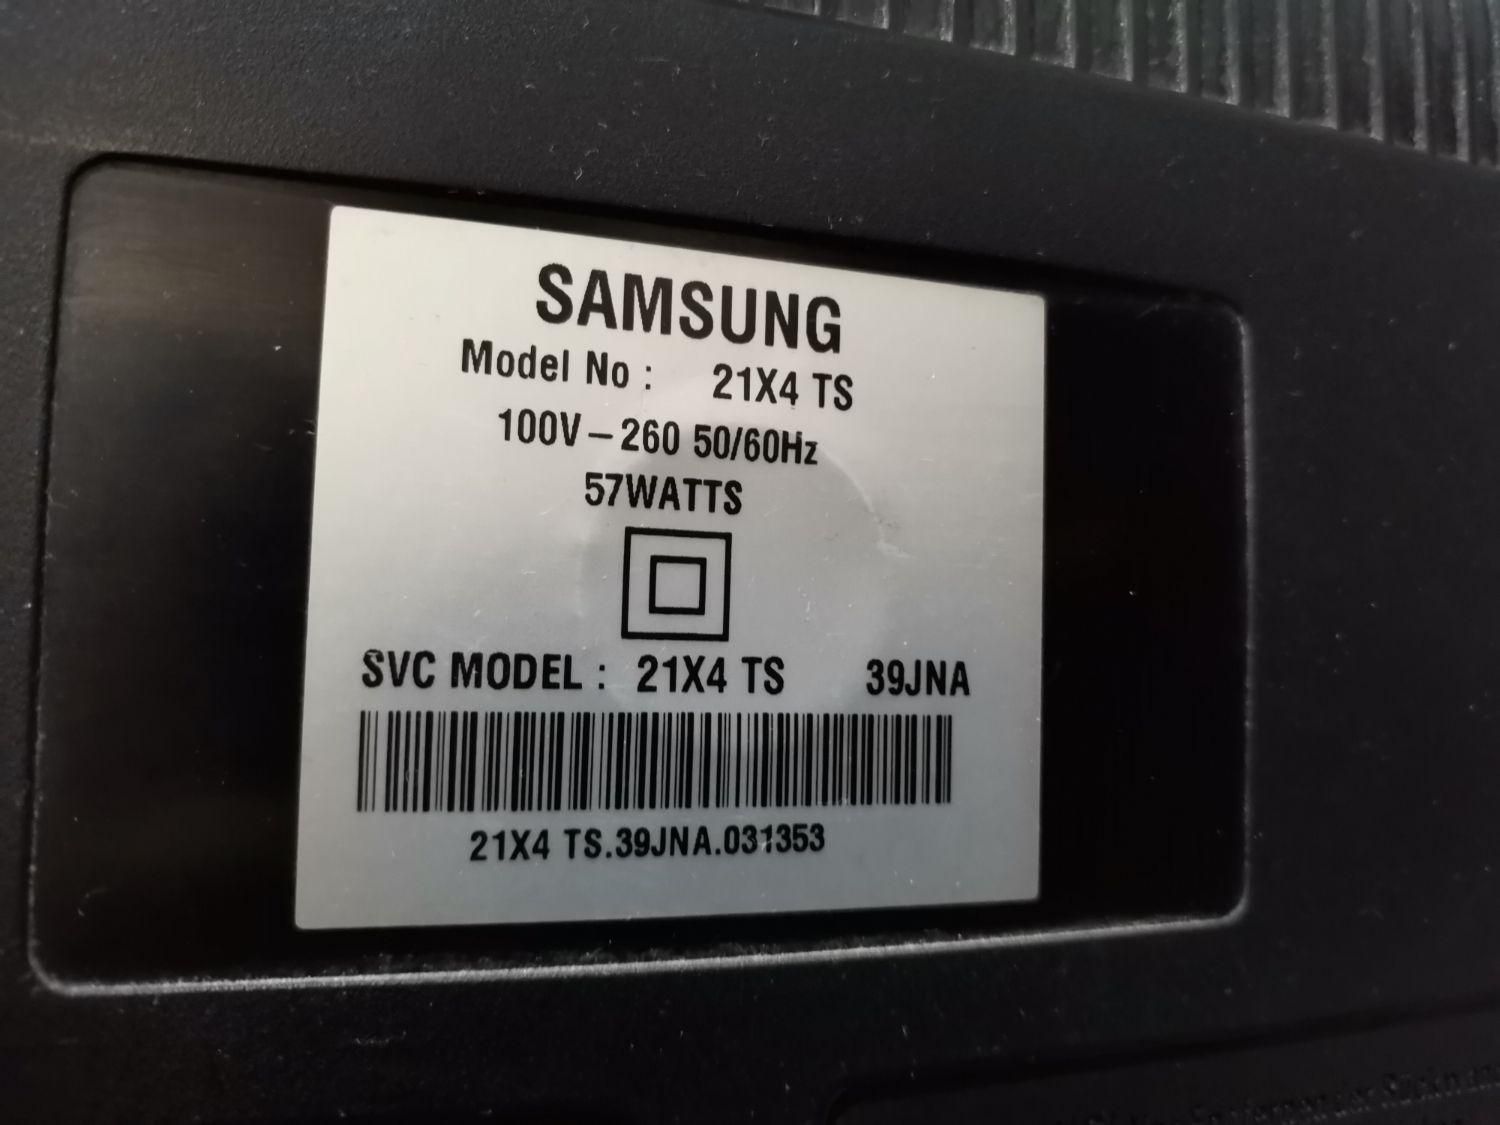 SAMSUNG
Model No : 21X4 TS
100V – 260 50/60Hz
57WATTS
SVC MODEL : 21X4 TS 39JNA
21X4 TS.39JNA.031353